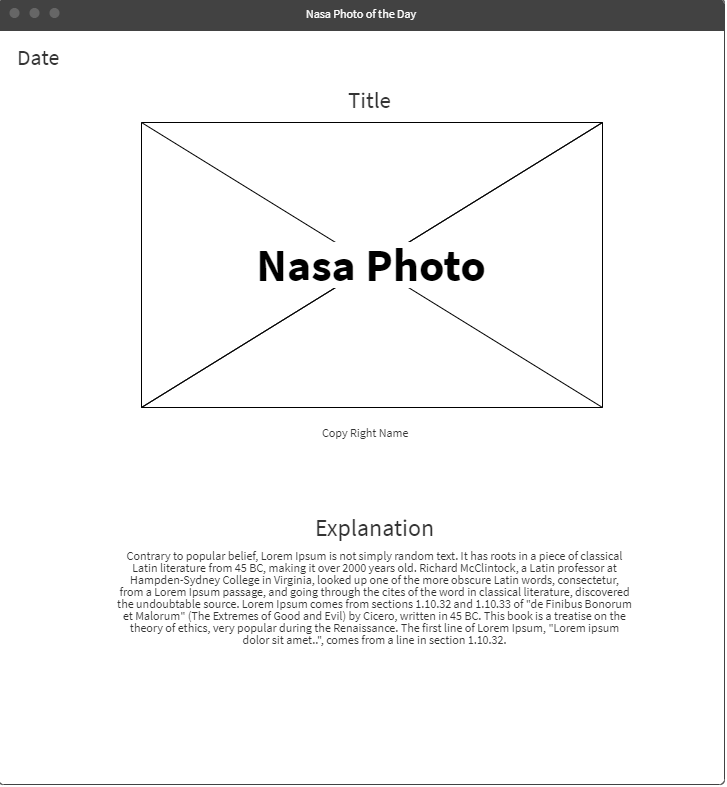 Nasa Photo of the Day
Date
Title
Nasa Photo
Copy Right Name
Explanation
Contrary to popular belief, Lorem Ipsum is not simply random text. It has roots in a piece of classical
Latin literature from 45 BC, making it over 2000 years old. Richard McClintock, a Latin professor at
Hampden-Sydney College in Virginia, looked up one of the more obscure Latin words, consectetur,
from a Lorem Ipsum passage, and going through the cites of the word in classical literature, discovered
the undoubtable source. Lorem Ipsum comes from sections 1.10.32 and 1.10.33 of "de Finibus Bonorum
et Malorum" (The Extremes of Good and Evil) by Cicero, written in 45 BC. This book is a treatise on the
theory of ethics, very popular during the Renaissance. The first line of Lorem Ipsum, "Lorem ipsum
dolor sit amet..", comes from a line in section 1.10.32.